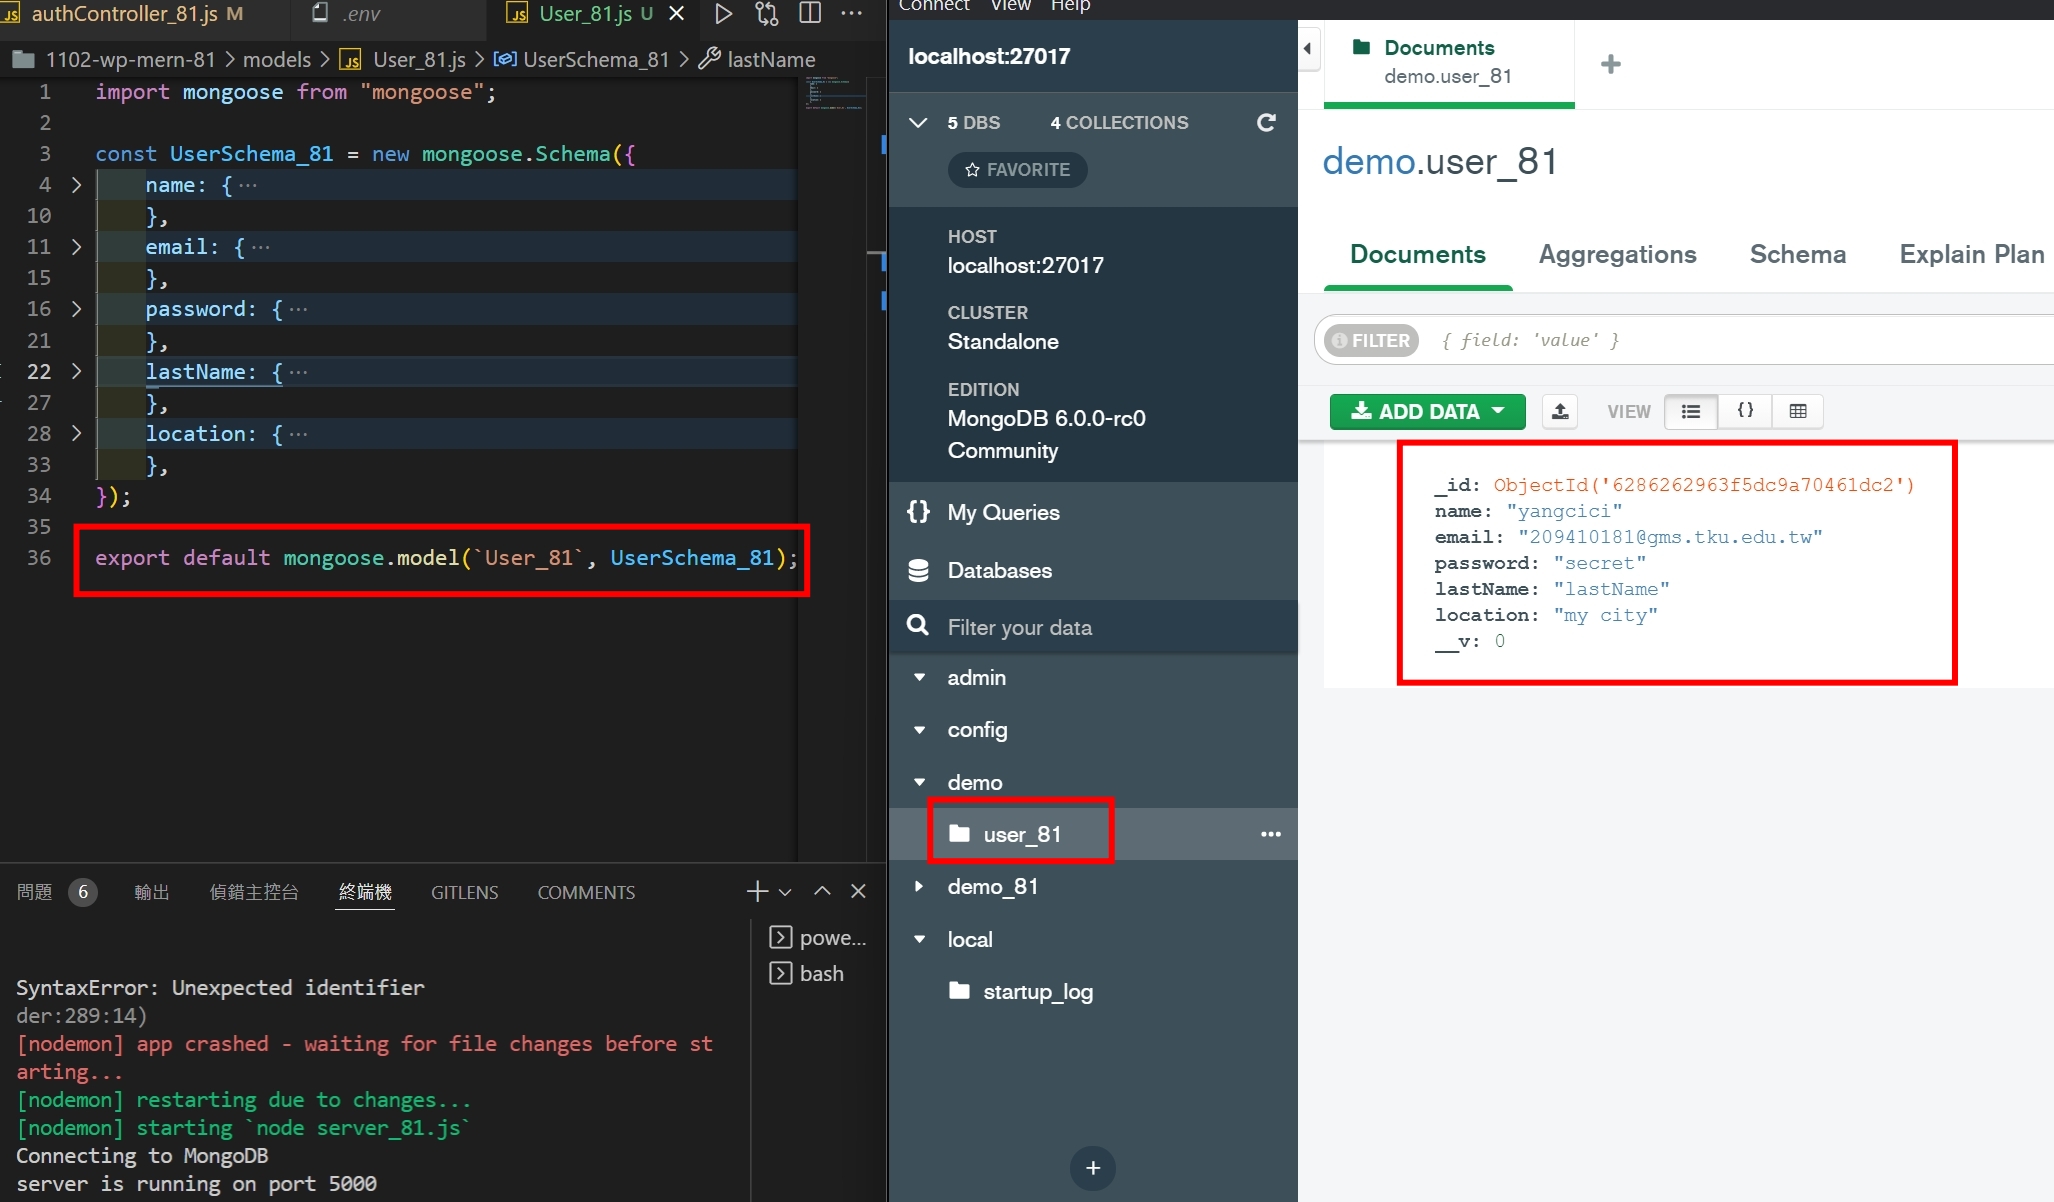 authController_81.js M
.env
User_81.js U
1102-wp-mern-81 > models > User_81.js > UserSchema_81 > lastName
1 import mongoose from "mongoose";
2
3 const UserSchema_81 = new mongoose.Schema({
4 name: { ···
10 },
11 email: { ···
15 },
16 password: { ···
21 },
22 lastName: { ···
27 },
28 location: { ···
33 },
34 });
35
36 export default mongoose.model(`User_81`, UserSchema_81);
問題 6 輸出 偵錯主控台 終端機 GITLENS COMMENTS
powe...
bash
SyntaxError: Unexpected identifier
der:289:14)
[nodemon] app crashed - waiting for file changes before st
arting...
[nodemon] restarting due to changes...
[nodemon] starting `node server_81.js`
Connecting to MongoDB
server is running on port 5000
Connect View Help
localhost:27017
5 DBS 4 COLLECTIONS
FAVORITE
HOST
localhost:27017
CLUSTER
Standalone
EDITION
MongoDB 6.0.0-rc0
Community
{} My Queries
Databases
Filter your data
admin
config
demo
user_81
demo_81
local
startup_log
Documents
demo.user_81
demo.user_81
Documents Aggregations Schema Explain Plan
FILTER { field: 'value' }
ADD DATA VIEW {}
_id: ObjectId('6286262963f5dc9a70461dc2')
name: "yangcici"
email: "209410181@gms.tku.edu.tw"
password: "secret"
lastName: "lastName"
location: "my city"
__v: 0